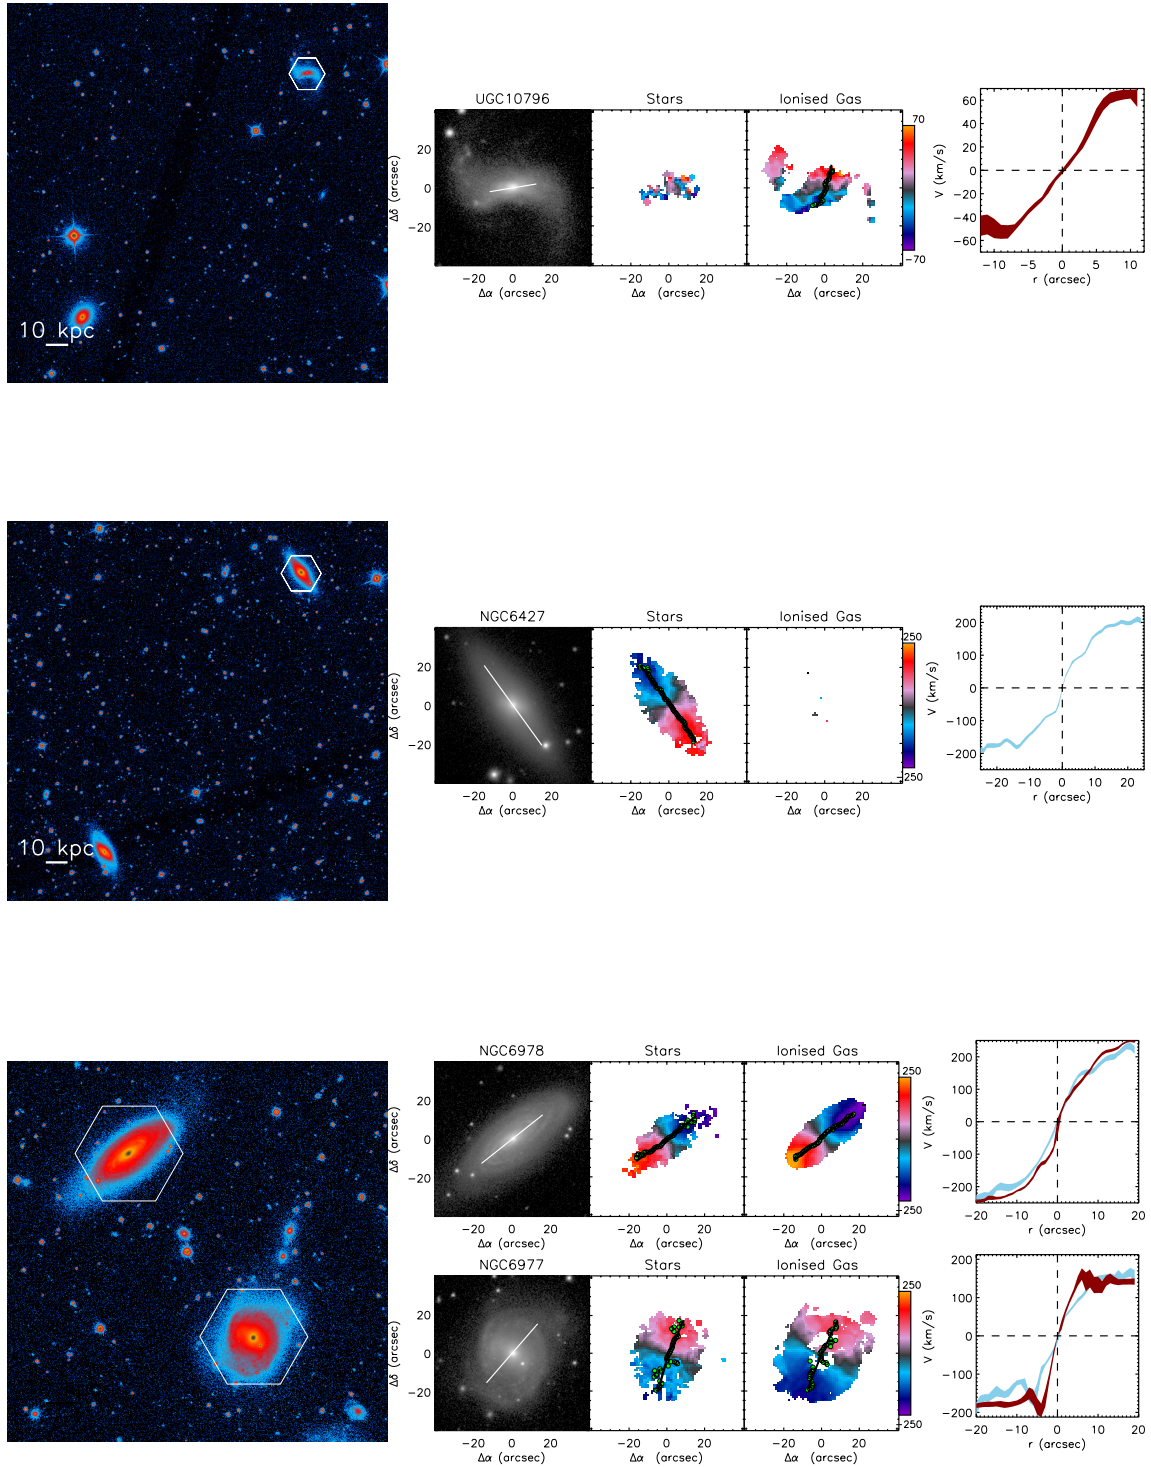 10 kpc
UGC10796 Stars Ionised Gas
Δδ (arcsec)
20
0
−20
−20 0 20 −20 0 20 −20 0 20
Δα (arcsec) Δα (arcsec) Δα (arcsec)
70
−70
V (km/s)
60
40
20
0
−20
−40
−60
−10 −5 0 5 10
r (arcsec)
10 kpc
NGC6427 Stars Ionised Gas
Δδ (arcsec)
20
0
−20
−20 0 20 −20 0 20 −20 0 20
Δα (arcsec) Δα (arcsec) Δα (arcsec)
250
250
V (km/s)
200
100
0
−100
−200
−20 −10 0 10 20
r (arcsec)
NGC6978 Stars Ionised Gas
Δδ (arcsec)
20
0
−20
−20 0 20 −20 0 20 −20 0 20
Δα (arcsec) Δα (arcsec) Δα (arcsec)
250
250
V (km/s)
200
100
0
−100
−200
−20 −10 0 10 20
r (arcsec)
NGC6977 Stars Ionised Gas
Δδ (arcsec)
20
0
−20
−20 0 20 −20 0 20 −20 0 20
Δα (arcsec) Δα (arcsec) Δα (arcsec)
250
250
V (km/s)
200
100
0
−100
−200
−20 −10 0 10 20
r (arcsec)